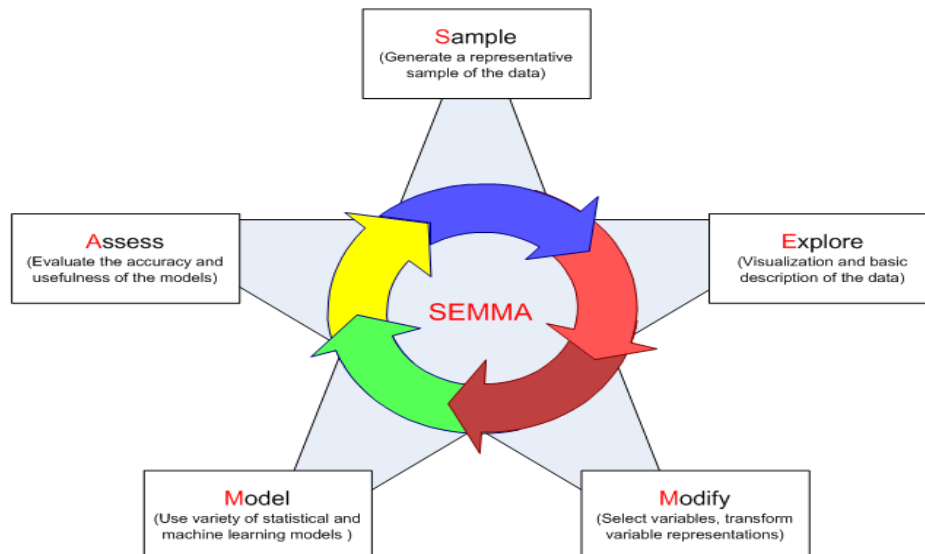 Sample
(Generate a representative
sample of the data)
Assess
(Evaluate the accuracy and
usefulness of the models)
Explore
(Visualization and basic
description of the data)
SEMMA
Model
(Use variety of statistical and
machine learning models )
Modify
(Select variables, transform
variable representations)